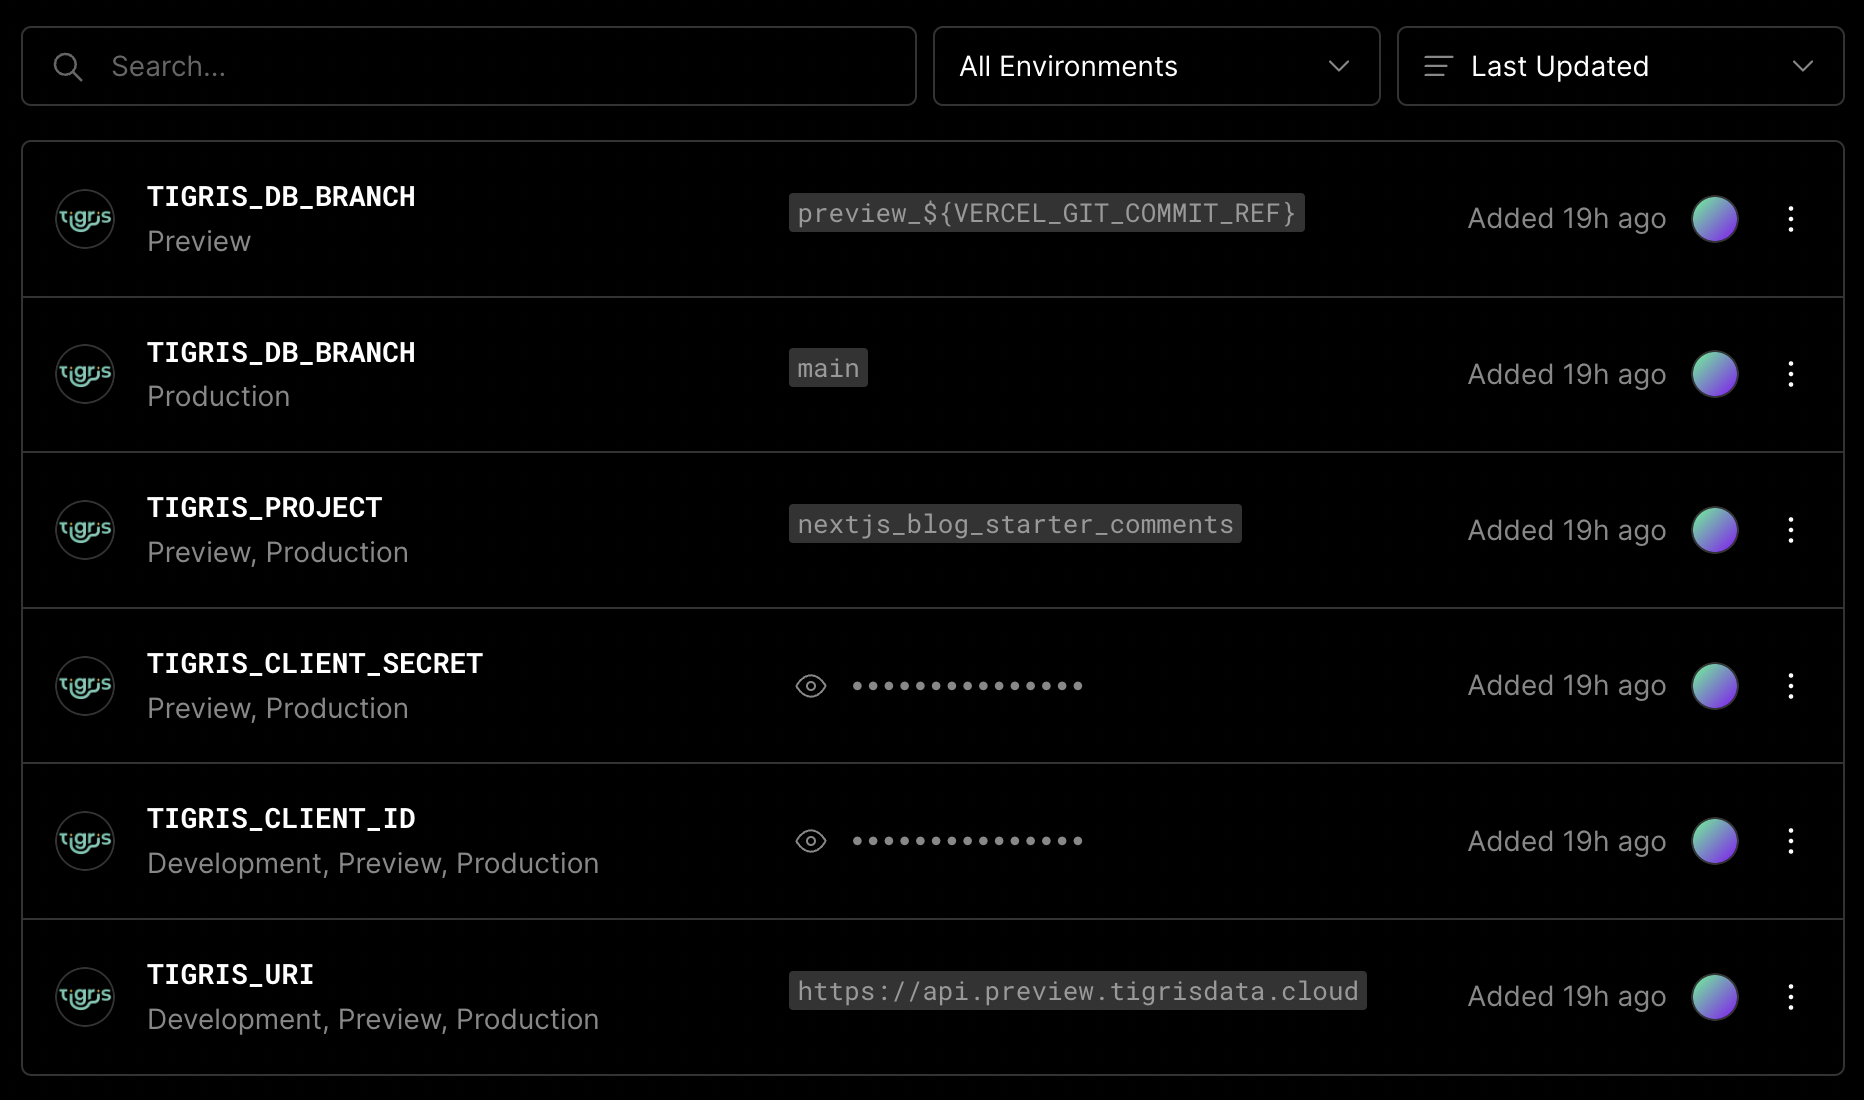 Search...
All Environments
Last Updated
tigris
TIGRIS_DB_BRANCH
Preview
preview_${VERCEL_GIT_COMMIT_REF}
Added 19h ago
tigris
TIGRIS_DB_BRANCH
Production
main
Added 19h ago
tigris
TIGRIS_PROJECT
Preview, Production
nextjs_blog_starter_comments
Added 19h ago
tigris
TIGRIS_CLIENT_SECRET
Preview, Production
•••••••••••••••
Added 19h ago
tigris
TIGRIS_CLIENT_ID
Development, Preview, Production
•••••••••••••••
Added 19h ago
tigris
TIGRIS_URI
Development, Preview, Production
https://api.preview.tigrisdata.cloud
Added 19h ago